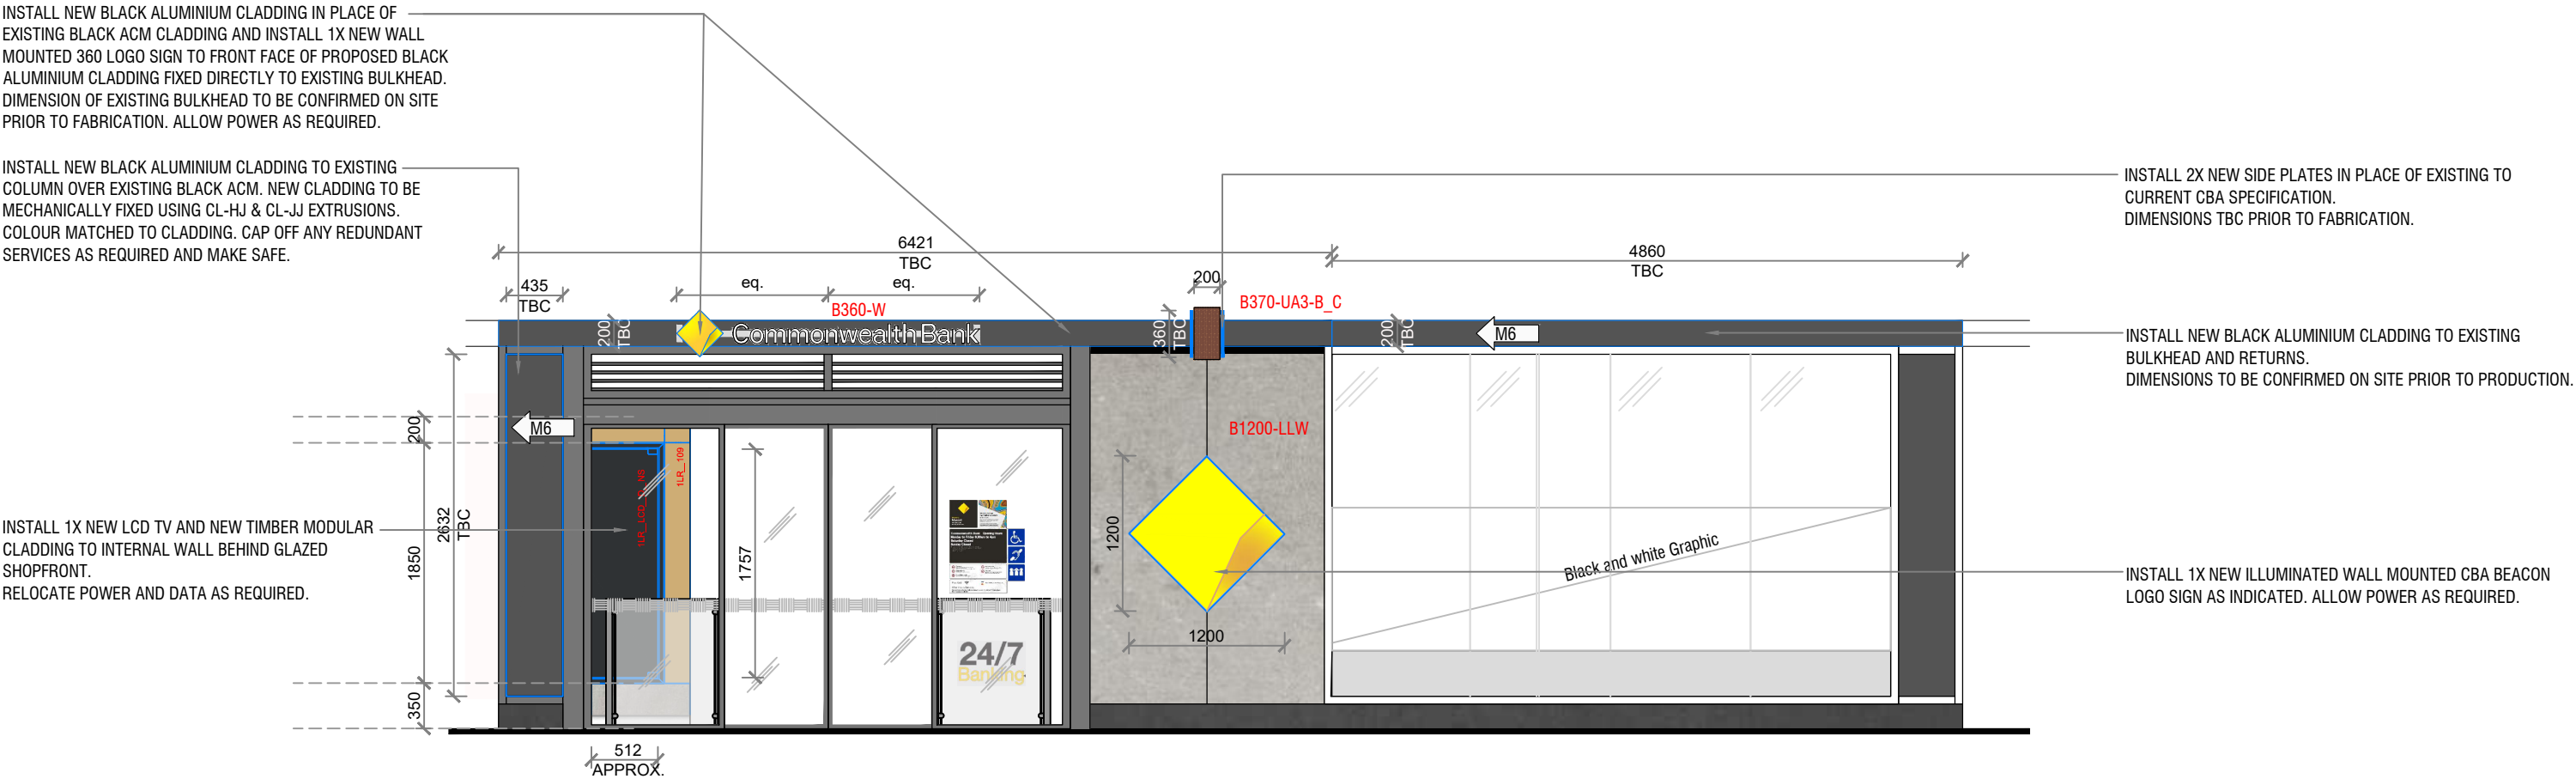 INSTALL NEW BLACK ALUMINIUM CLADDING IN PLACE OF
EXISTING BLACK ACM CLADDING AND INSTALL 1X NEW WALL
MOUNTED 360 LOGO SIGN TO FRONT FACE OF PROPOSED BLACK
ALUMINIUM CLADDING FIXED DIRECTLY TO EXISTING BULKHEAD.
DIMENSION OF EXISTING BULKHEAD TO BE CONFIRMED ON SITE
PRIOR TO FABRICATION. ALLOW POWER AS REQUIRED.
INSTALL NEW BLACK ALUMINIUM CLADDING TO EXISTING
COLUMN OVER EXISTING BLACK ACM. NEW CLADDING TO BE
MECHANICALLY FIXED USING CL-HJ & CL-JJ EXTRUSIONS.
COLOUR MATCHED TO CLADDING. CAP OFF ANY REDUNDANT
SERVICES AS REQUIRED AND MAKE SAFE.
INSTALL 1X NEW LCD TV AND NEW TIMBER MODULAR
CLADDING TO INTERNAL WALL BEHIND GLAZED
SHOPFRONT.
RELOCATE POWER AND DATA AS REQUIRED.
6421
TBC
4860
TBC
435
TBC
eq.
eq.
200
B360-W
B370-UA3-B_C
200
TBC
CommonwealthBank
360
TBC
200
TBC
M6
M6
200
2632
TBC
1850
350
1LR_109
1757
24/7
Banking
512
APPROX.
B1200-LLW
1200
1200
Black and white Graphic
INSTALL 2X NEW SIDE PLATES IN PLACE OF EXISTING TO
CURRENT CBA SPECIFICATION.
DIMENSIONS TBC PRIOR TO FABRICATION.
INSTALL NEW BLACK ALUMINIUM CLADDING TO EXISTING
BULKHEAD AND RETURNS.
DIMENSIONS TO BE CONFIRMED ON SITE PRIOR TO PRODUCTION.
INSTALL 1X NEW ILLUMINATED WALL MOUNTED CBA BEACON
LOGO SIGN AS INDICATED. ALLOW POWER AS REQUIRED.